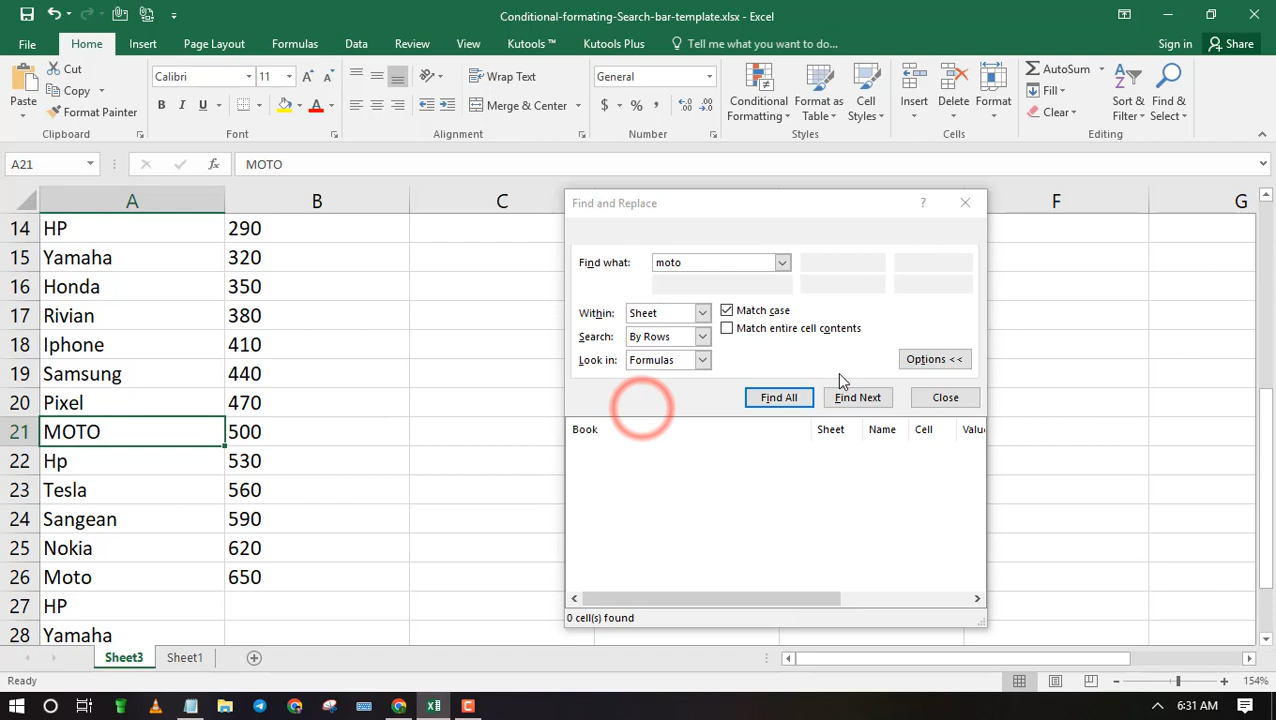 Conditional-formating-Search-bar-template.xlsx - Excel
File Home Insert Page Layout Formulas Data Review View Kutools ™ Kutools Plus Tell me what you want to do... Sign in Share
Paste Cut Copy Format Painter Clipboard
Calibri 11 A A B I U A Font
Wrap Text Merge & Center Alignment
General $ % , Number
Conditional Formatting Format as Table Cell Styles Styles
Insert Delete Format Cells
AutoSum Fill Clear Sort & Filter Find & Select Editing
A21 fx MOTO
A B C F G
14 HP 290
15 Yamaha 320
16 Honda 350
17 Rivian 380
18 Iphone 410
19 Samsung 440
20 Pixel 470
21 MOTO 500
22 Hp 530
23 Tesla 560
24 Sangean 590
25 Nokia 620
26 Moto 650
27 HP
28 Yamaha
Find and Replace ?
Find what: moto
Within: Sheet Match case
Search: By Rows Match entire cell contents
Look in: Formulas Options <<
Find All Find Next Close
Book Sheet Name Cell Valu
0 cell(s) found
Sheet3 Sheet1
Ready 154%
6:31 AM